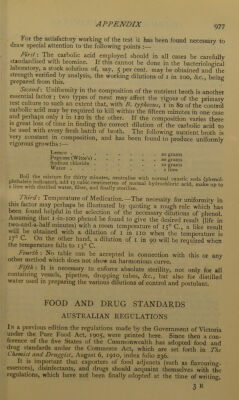 APPENDIX 977
For the satisfactory working of the test it has been found necessary to
draw special attention to the following points :—
First : The carbolic acid employed should in all cases be carefully
standardised with bromine. If this cannot be done in the bacteriological
laboratory, a stock solution of, say, 5 per cent. may be obtained and the
strength verified by analysis, the working dilutions of 1 in 100, &c., being
prepared from this.
Second : Uniformity in the composition of the nutrient broth is another
essential factor ; two types of broth may affect the vigour of the primary
test culture to such an extent that, with B. typhosus, 1 in 80 of the control
carbolic acid may be required to kill within the fifteen minutes in one case
and perhaps only 1 in 120 in the other. If the composition varies there
is great loss of time in finding the correct dilution of the carbolic acid to
be used with every fresh batch of broth. The following nutrient broth is
very constant in composition, and has been found to produce uniformly
vigorous growths :—
Lemco 20 grams
Peptone (Witte's) 20 grams
Sodium chloride 10 grams
Water 1 litre
Boil the mixture for thirty minutes, neutralise with normal caustic soda (phenol-
phthalein indicator), add 15 cubic centimetres of normal hydrochloric acid, make up to
1 litre with distilled water, filter, and finally sterilise.
Third : Temperature of Medication.—The necessity for uniformity in
this factor may perhaps be illustrated by quoting a rough rule which has
been found helpful in the selection of the necessary dilutions of phenol.
Assuming that 1-in-100 phenol be found to give the desired result (life in
two-and-a-half minutes) with a room temperature of 15° C., a like result
will be obtained with a dilution of 1 in 110 when the temperature is
17° C. On the other hand, a dilution of 1 in 90 will be required when
the temperature falls to 13° C.
Fourth : No table can be accepted in connection with this or any
other method which does not show an harmonious curve.
Fifth : It is necessary to enforce absolute sterility, not only for all
containing vessels, pipettes, dropping tubes, &c., but also for distilled
water used in preparing the various dilutions of control and postulant.
FOOD AND DRUG STANDARDS
AUSTRALIAN REGULATIONS
In a previous edition the regulations made by the Government of Victoria
under the Pure Food Act, 1905, were printed here. Since then a con-
ference of the five States of the Commonwealth has adopted food and
drug standards under the Commerce Act, which are set forth in The
Chemist and Druggist, August 6, 1910, index folio 236.
It is important that exporters of food adjuncts (such as flavouring-
essences), disinfectants, and drugs should acquaint themselves with the
regulations, which have not been finally adopted at the time of writing,
3 R